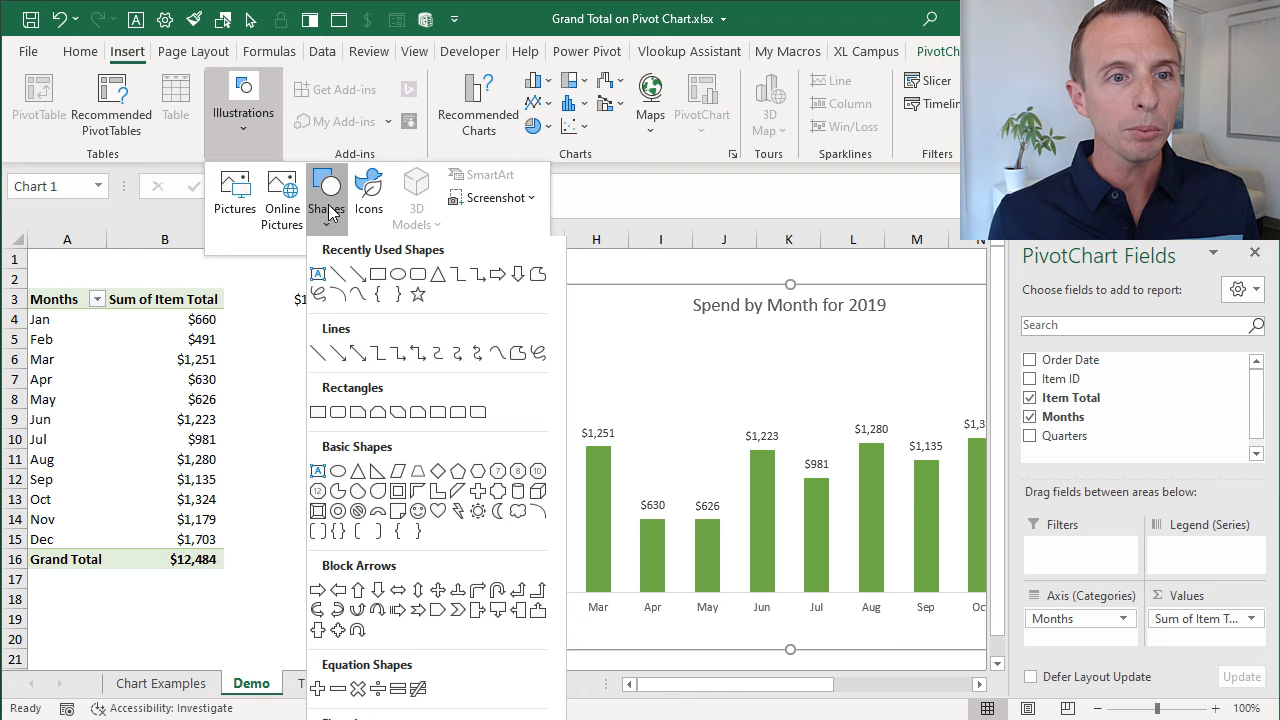 Grand Total on Pivot Chart.xlsx
File Home Insert Page Layout Formulas Data Review View Developer Help Power Pivot Vlookup Assistant My Macros XL Campus PivotCh
PivotTable
Recommended PivotTables
Table
Illustrations
Get Add-ins
My Add-ins
Recommended Charts
Maps
PivotChart
3D Map
Line
Column
Win/Loss
Slicer
Timelin
Tables
Add-ins
Charts
Tours
Sparklines
Filters
Chart 1
Pictures
Online Pictures
Shapes
Icons
3D Models
SmartArt
Screenshot
Recently Used Shapes
Lines
Rectangles
Basic Shapes
Block Arrows
Equation Shapes
A B H I J K L M N
1
2
3 Months Sum of Item Total $1
4 Jan $660
5 Feb $491
6 Mar $1,251
7 Apr $630
8 May $626
9 Jun $1,223
10 Jul $981
11 Aug $1,280
12 Sep $1,135
13 Oct $1,324
14 Nov $1,179
15 Dec $1,703
16 Grand Total $12,484
17
18
19
20
21
Spend by Month for 2019
$1,251 $630 $626 $1,223 $981 $1,280 $1,135 $1,3
Mar Apr May Jun Jul Aug Sep Oc
PivotChart Fields
Choose fields to add to report:
Search
Order Date
Item ID
Item Total
Months
Quarters
Drag fields between areas below:
Filters
Legend (Series)
Axis (Categories)
Values
Months
Sum of Item T...
Defer Layout Update
Update
Chart Examples Demo T
Ready
Accessibility: Investigate
100%